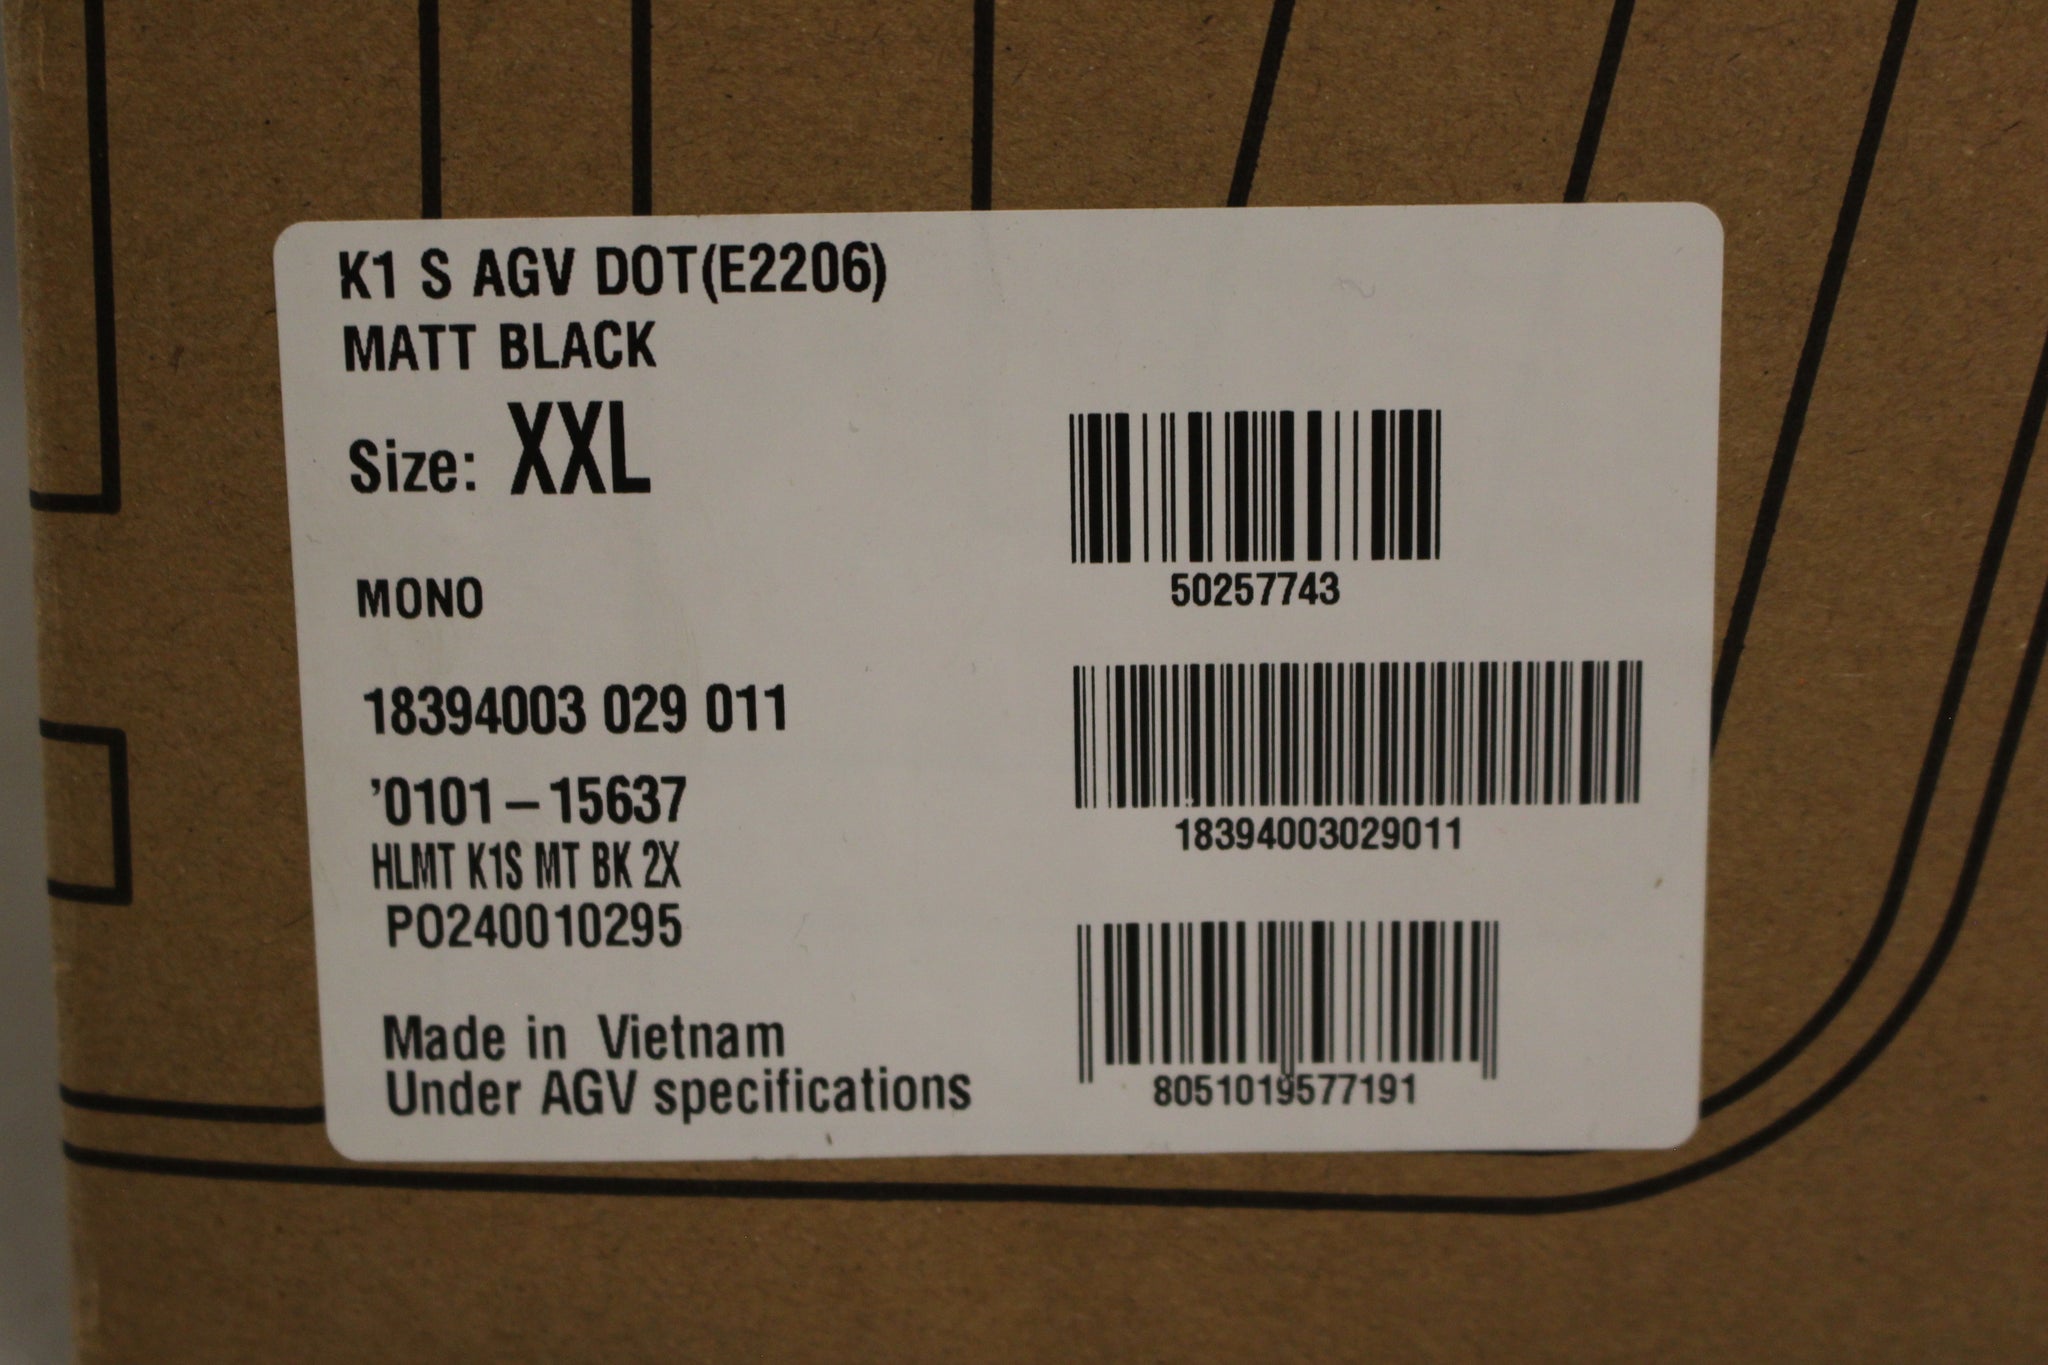 K1 S AGV DOT(E2206)
MATT BLACK
Size: XXL
MONO
18394003 029 011
'0101-15637
HLMT K1S MT BK 2X
PO240010295
Made in Vietnam
Under AGV specifications
50257743
18394003029011
8051019577191